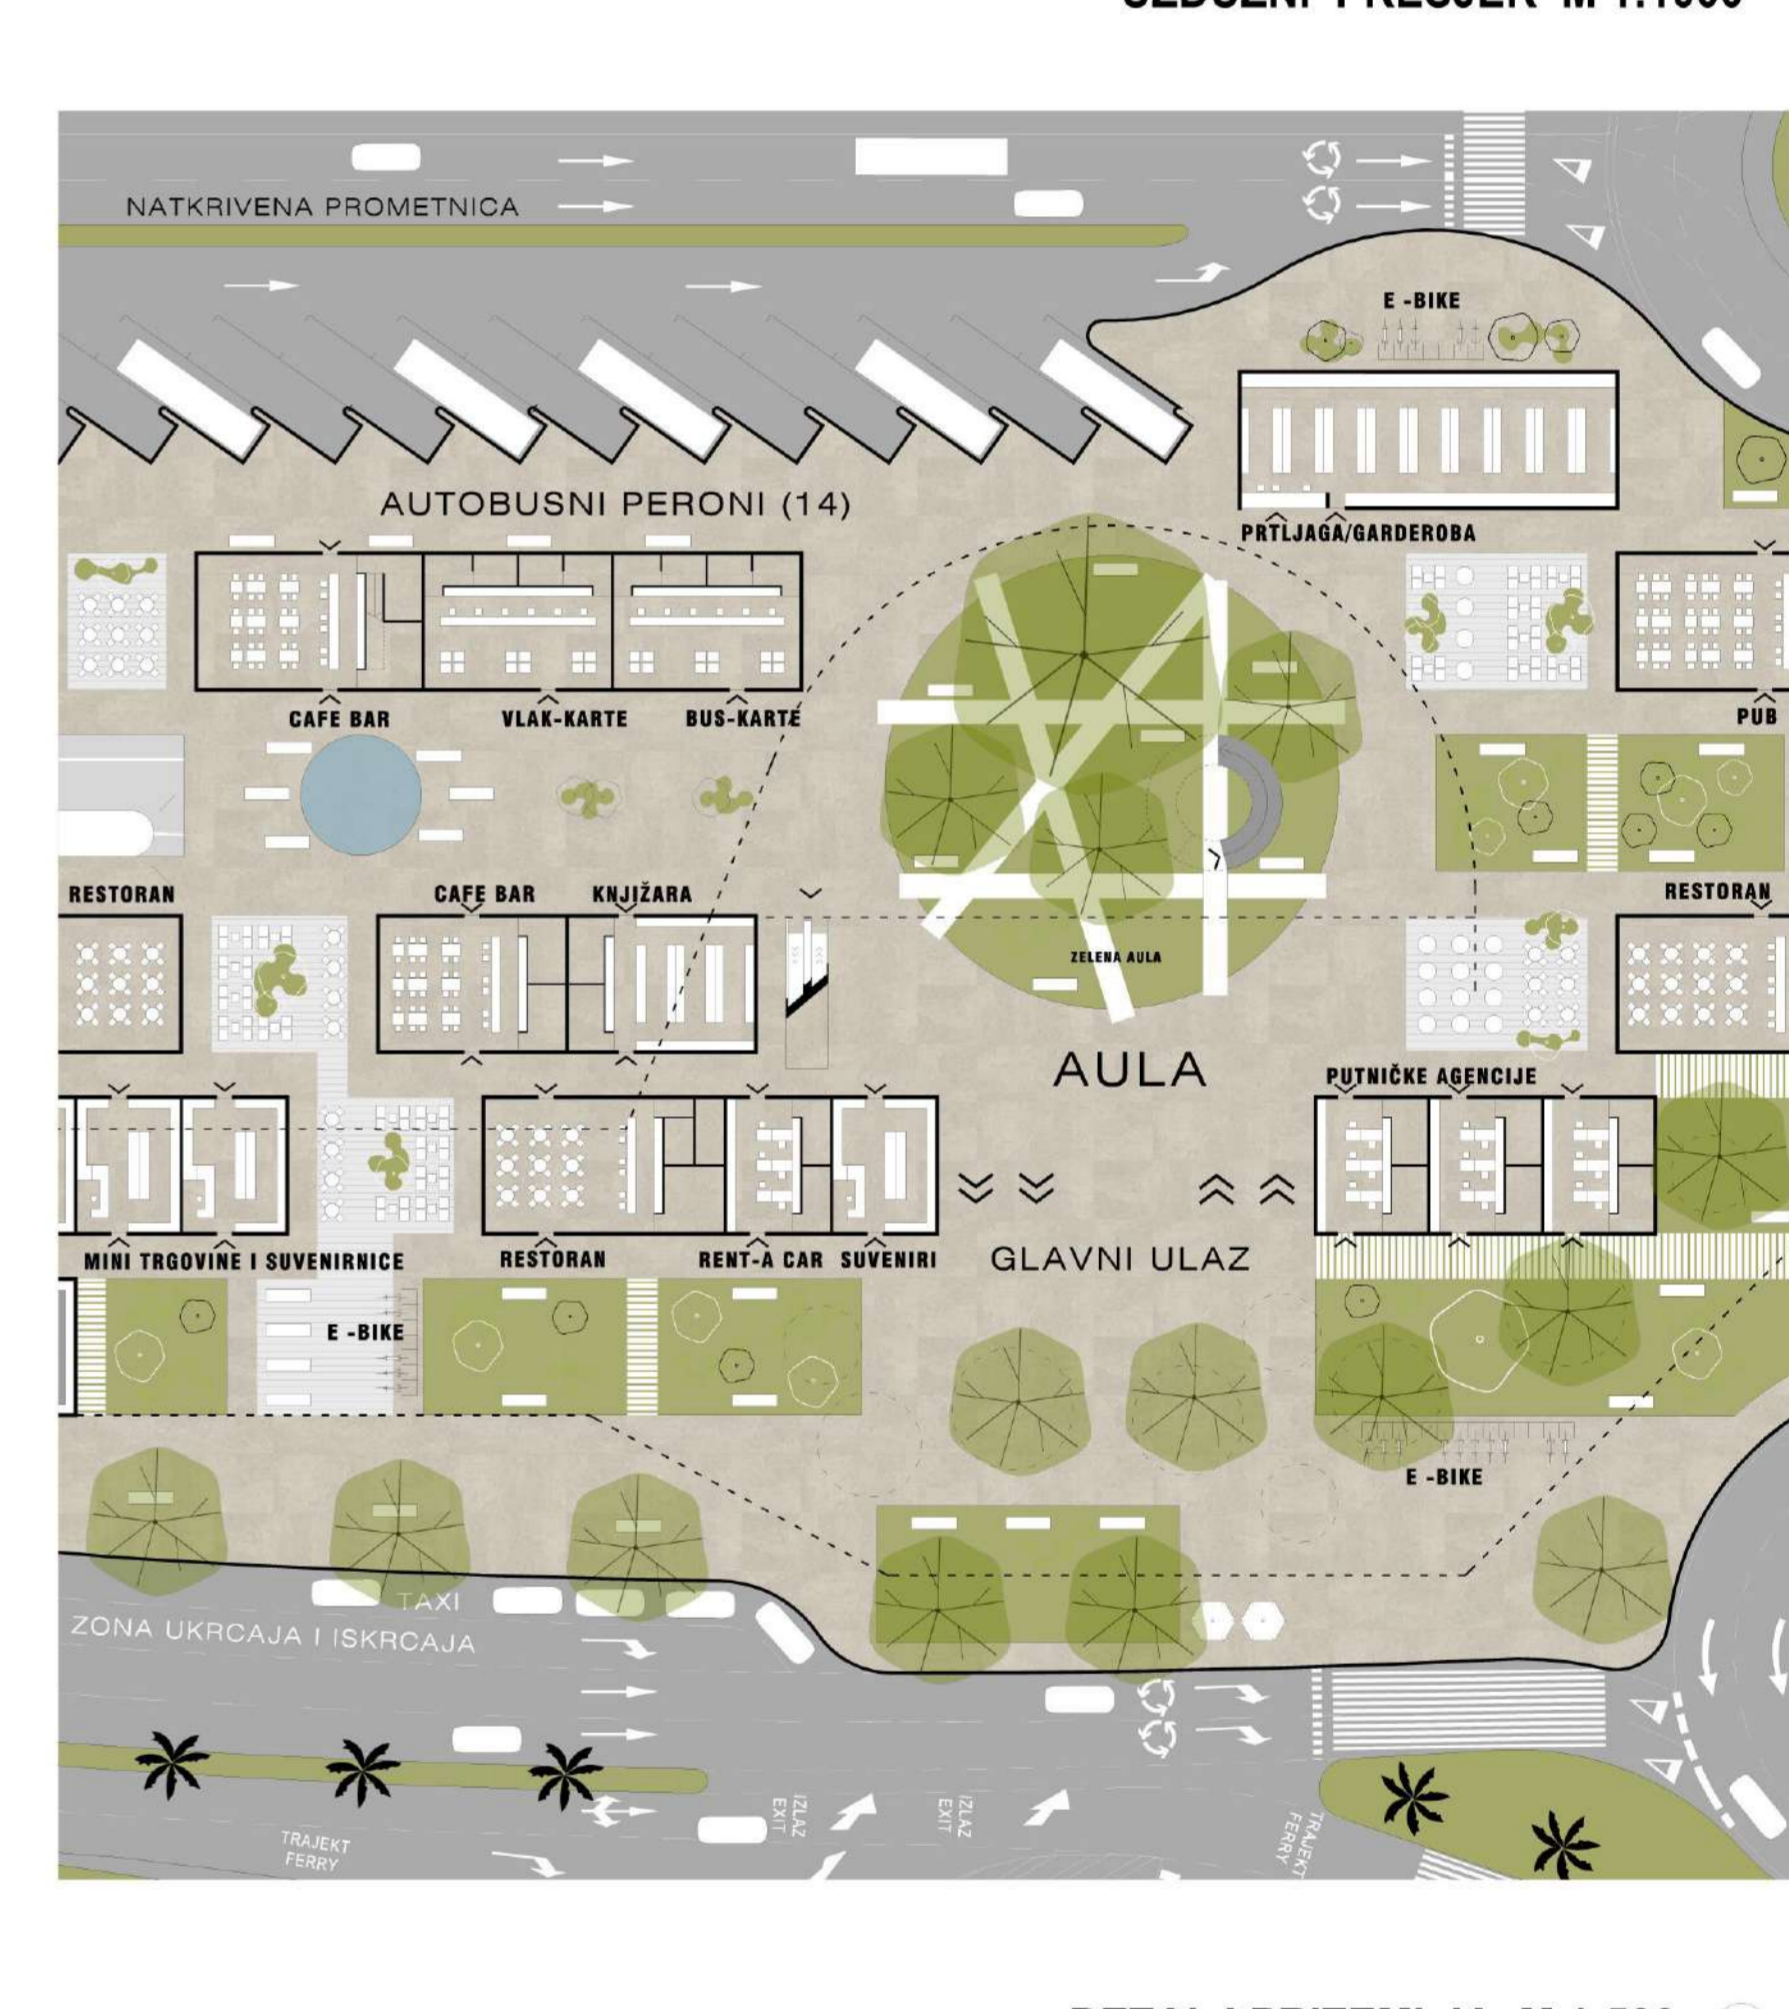 NATKRIVENA PROMETNICA
E -BIKE
AUTOBUSNI PERONI (14)
PRTLJAGA/GARDEROBA
CAFE BAR
VLAK-KARTE
BUS-KARTE
PUB
RESTORAN
CAFE BAR
KNJIŽARA
RESTORAN
ZELENA AULA
AULA
PUTNIČKE AGENCIJE
MINI TRGOVINE I SUVENIRNICE
RESTORAN
RENT-A CAR
SUVENIRI
GLAVNI ULAZ
E -BIKE
E -BIKE
TAXI
ZONA UKRCAJA I ISKRCAJA
IZLAZ
EXIT
IZLAZ
EXIT
TRAJEKT
FERRY
TRAJEKT
FERRY